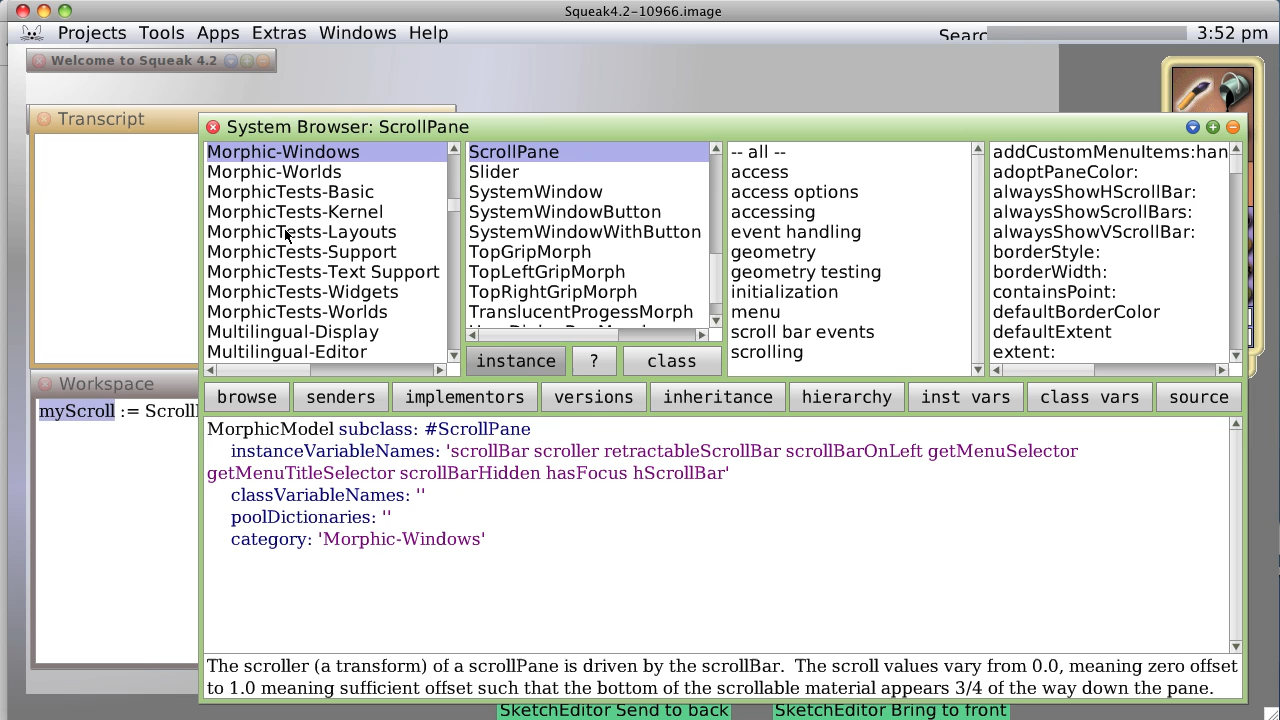 Squeak4.2-10966.image
Projects Tools Apps Extras Windows Help
Searc
3:52 pm
Welcome to Squeak 4.2
Transcript
System Browser: ScrollPane
Morphic-Windows
Morphic-Worlds
MorphicTests-Basic
MorphicTests-Kernel
MorphicTests-Layouts
MorphicTests-Support
MorphicTests-Text Support
MorphicTests-Widgets
MorphicTests-Worlds
Multilingual-Display
Multilingual-Editor
ScrollPane
Slider
SystemWindow
SystemWindowButton
SystemWindowWithButton
TopGripMorph
TopLeftGripMorph
TopRightGripMorph
TranslucentProgessMorph
instance ? class
-- all --
access
access options
accessing
event handling
geometry
geometry testing
initialization
menu
scroll bar events
scrolling
addCustomMenuItems:han
adoptPaneColor:
alwaysShowHScrollBar:
alwaysShowScrollBars:
alwaysShowVScrollBar:
borderStyle:
borderWidth:
containsPoint:
defaultBorderColor
defaultExtent
extent:
browse senders implementors versions inheritance hierarchy inst vars class vars source
Workspace
myScroll := Scroll
MorphicModel subclass: #ScrollPane
instanceVariableNames: 'scrollBar scroller retractableScrollBar scrollBarOnLeft getMenuSelector
getMenuTitleSelector scrollBarHidden hasFocus hScrollBar'
classVariableNames: ''
poolDictionaries: ''
category: 'Morphic-Windows'
The scroller (a transform) of a scrollPane is driven by the scrollBar. The scroll values vary from 0.0, meaning zero offset
to 1.0 meaning sufficient offset such that the bottom of the scrollable material appears 3/4 of the way down the pane.
SketchEditor Send to back
SketchEditor Bring to front